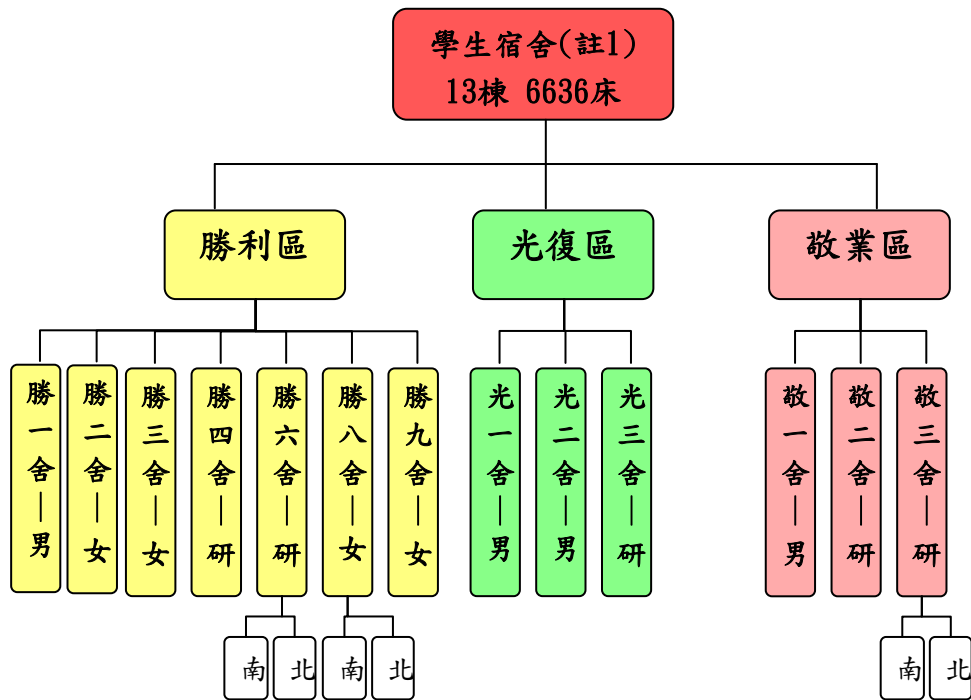 學生宿舍(註1)
13棟 6636床
勝利區
光復區
敬業區
勝一舍—男
勝二舍—女
勝三舍—女
勝四舍—研
勝六舍—研
勝八舍—女
勝九舍—女
光一舍—男
光二舍—男
光三舍—研
敬一舍—男
敬二舍—研
敬三舍—研
南
北
南
北
南
北